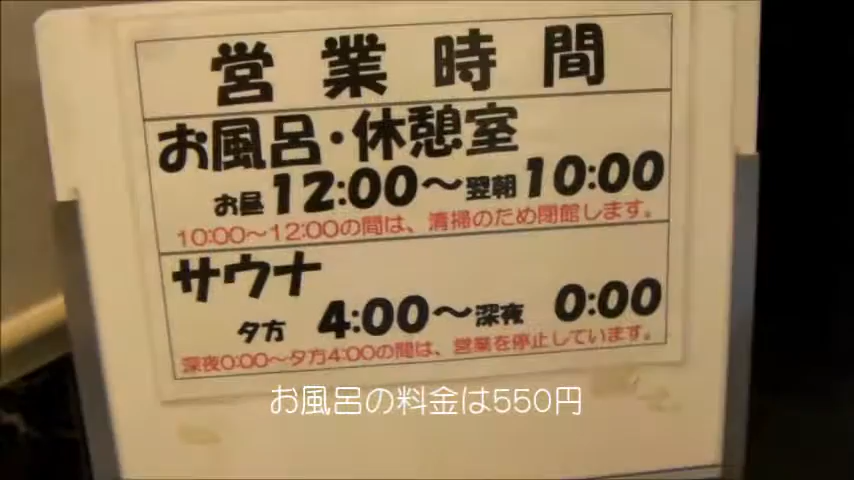 営業時間
お風呂・休憩室
お昼12:00〜翌朝10:00
10:00〜12:00の間は、清掃のため閉館します。
サウナ
夕方 4:00〜深夜 0:00
深夜0:00〜夕方4:00の間は、営業を停止しています。
お風呂の料金は550円